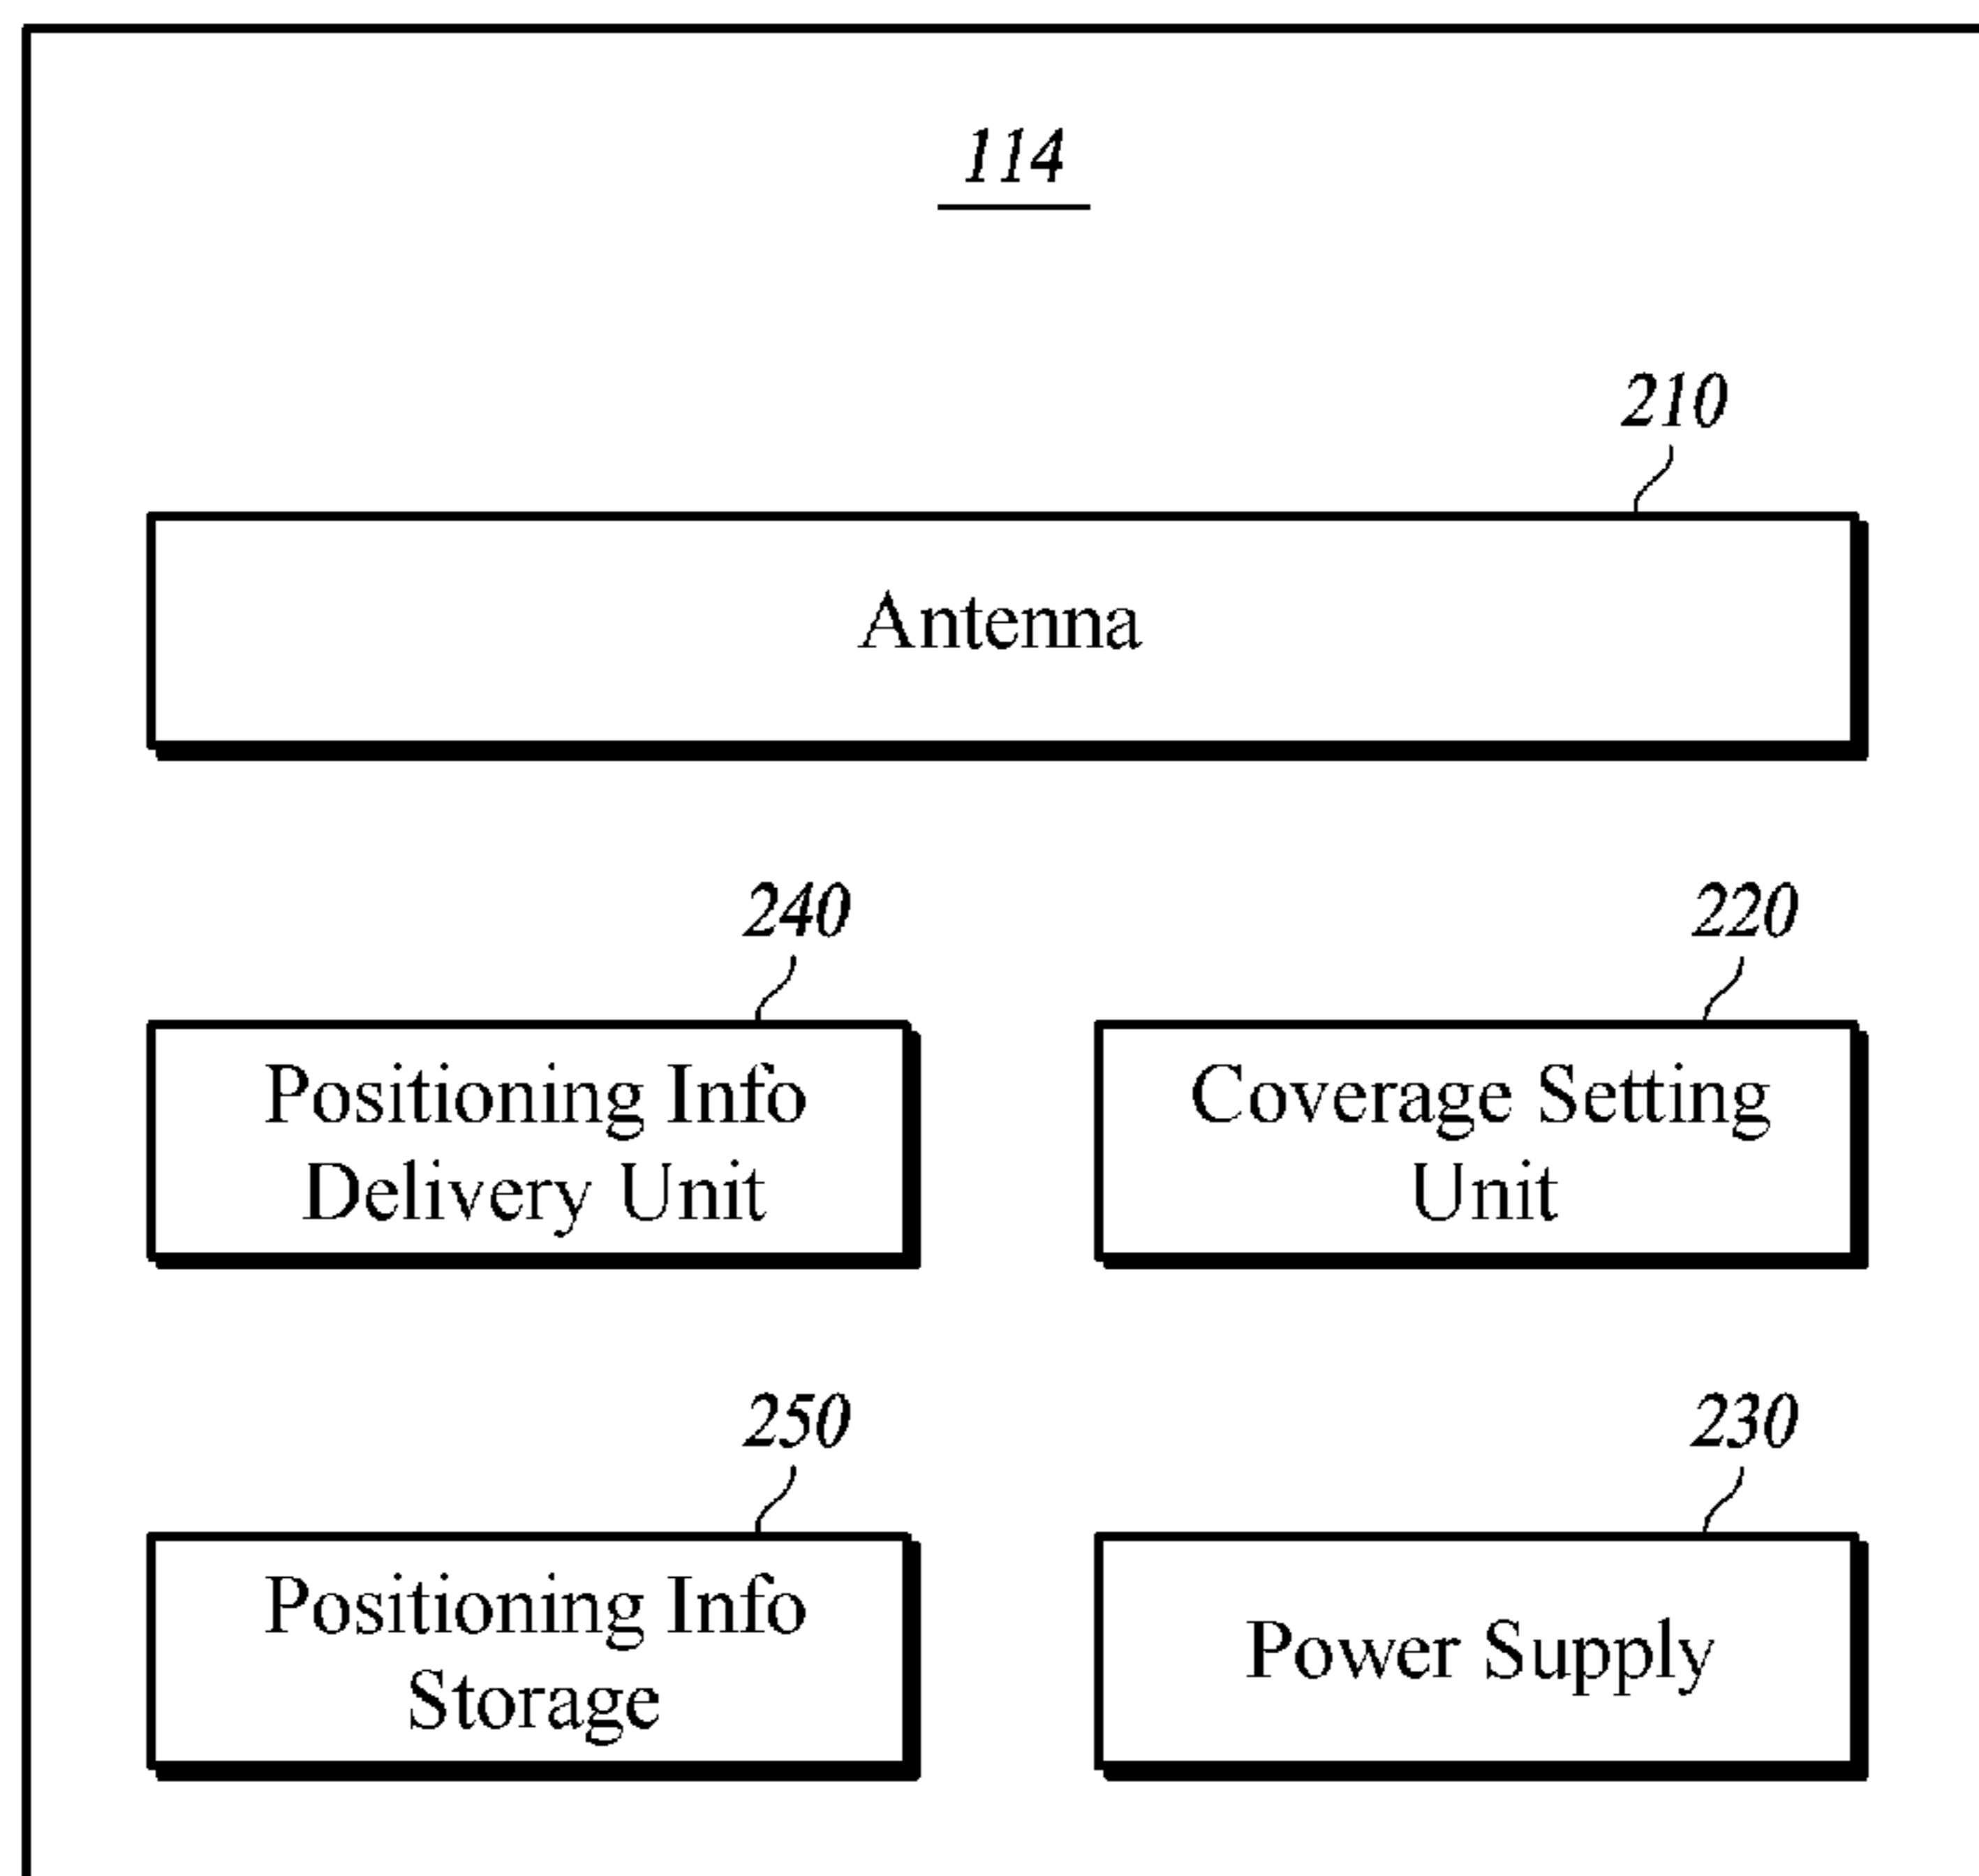 114
210
Antenna
240
220
Positioning Info
Delivery Unit
Coverage Setting
Unit
250
230
Positioning Info
Storage
Power Supply